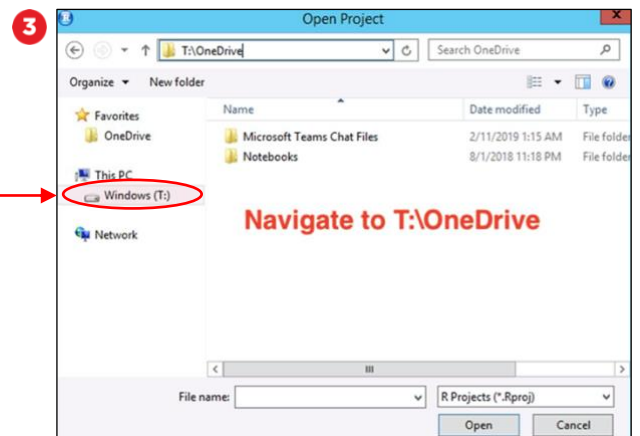 3
Open Project
x
T:\OneDrive
Search OneDrive
Organize
New folder
Favorites
OneDrive
This PC
Windows (T:)
Network
Name
Date modified
Type
Microsoft Teams Chat Files
2/11/2019 1:15 AM
File folder
Notebooks
8/1/2018 11:18 PM
File folder
Navigate to T:\OneDrive
File name:
R Projects (*.Rproj)
Open
Cancel